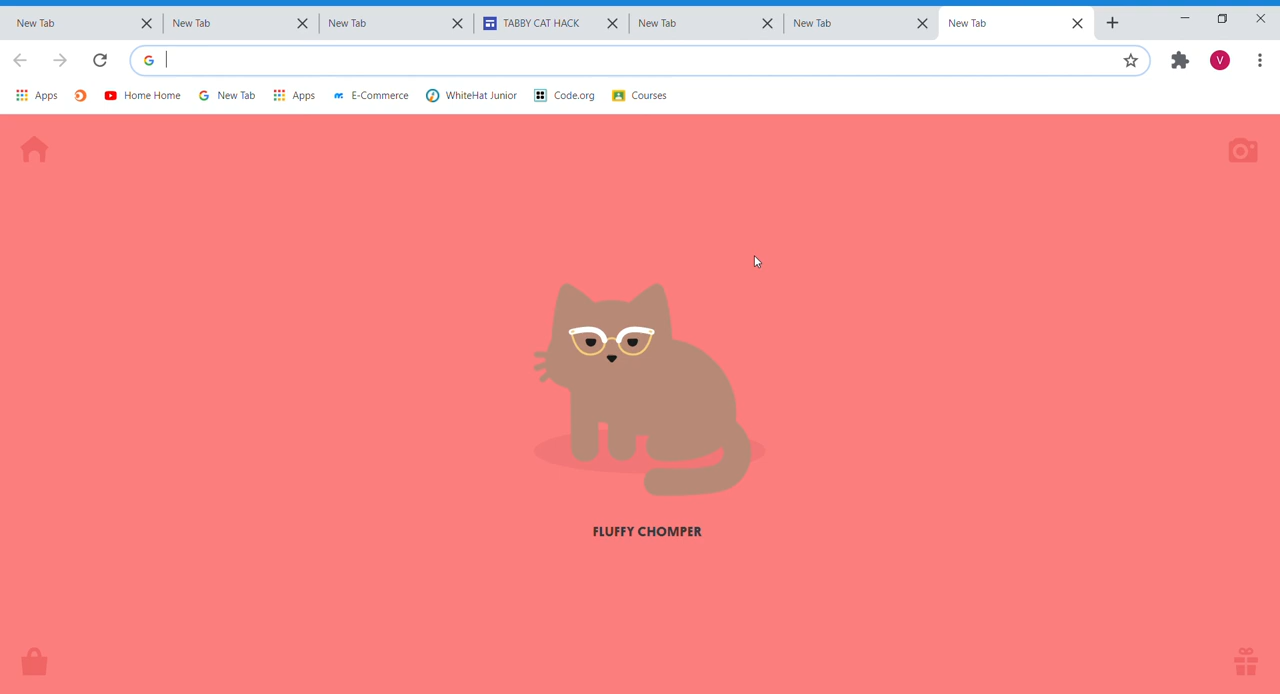 New Tab New Tab New Tab TABBY CAT HACK New Tab New Tab New Tab
V
Apps Home Home New Tab Apps E-Commerce WhiteHat Junior Code.org Courses
FLUFFY CHOMPER